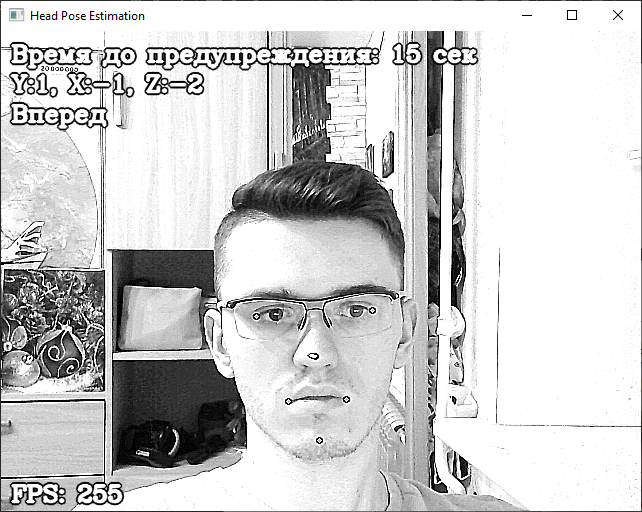 Head Pose Estimation
Время до предупреждения: 15 сек
Y:1, X:-1, Z:-2
Вперед
FPS: 255